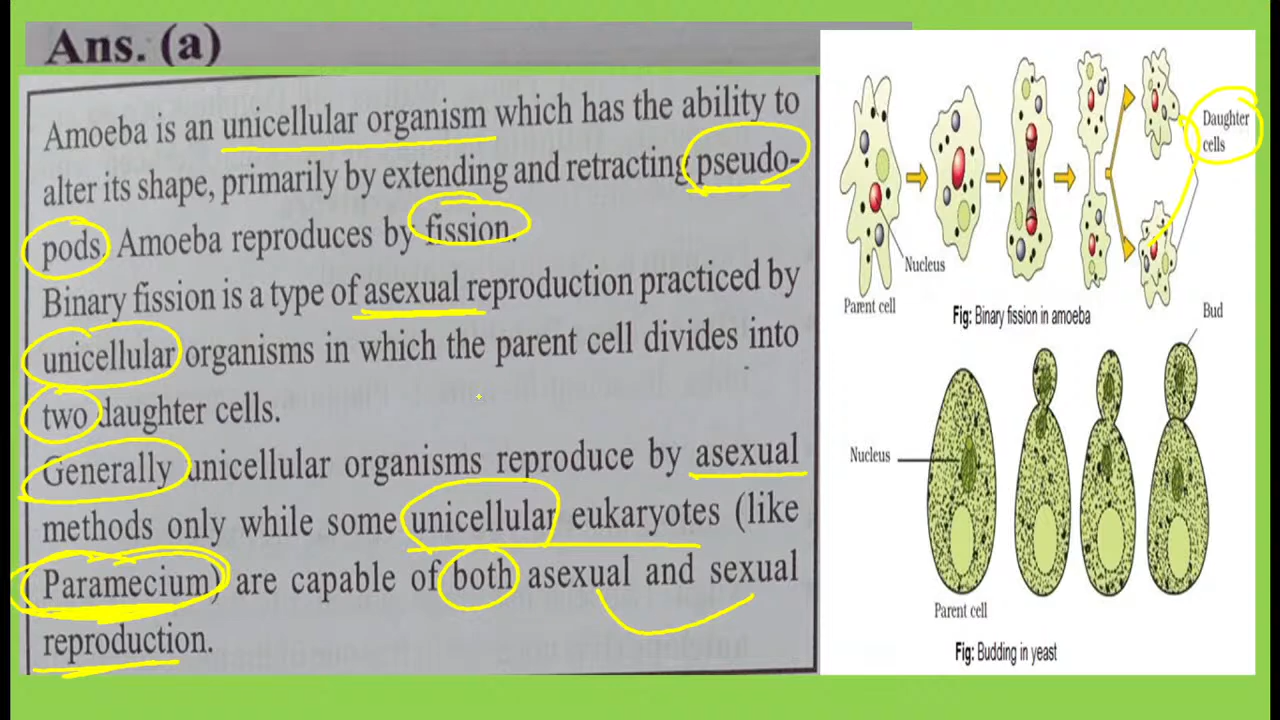 Ans. (a)
Amoeba is an unicellular organism which has the ability to
alter its shape, primarily by extending and retracting pseudo-
pods. Amoeba reproduces by fission.
Binary fission is a type of asexual reproduction practiced by
unicellular organisms in which the parent cell divides into
two daughter cells.
Generally unicellular organisms reproduce by asexual
methods only while some unicellular eukaryotes (like
Paramecium) are capable of both asexual and sexual
reproduction.
Daughter
cells
Nucleus
Parent cell
Fig: Binary fission in amoeba
Bud
Nucleus
Parent cell
Fig: Budding in yeast